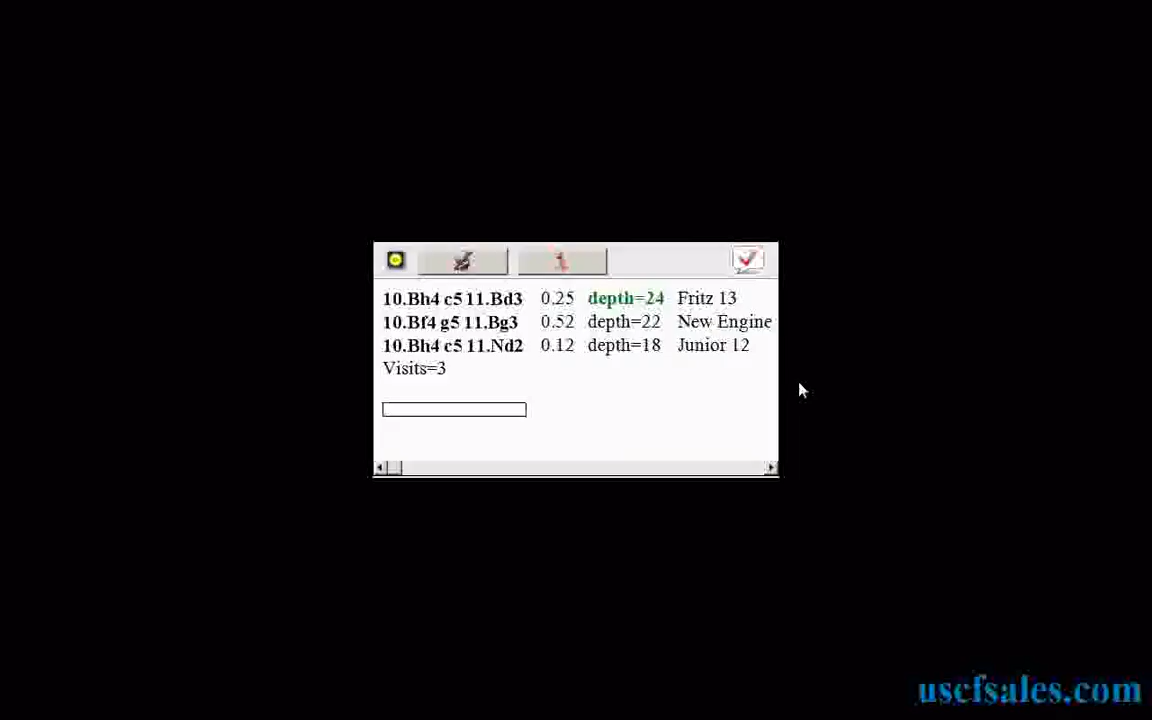 10.Bh4 c5 11.Bd3 0.25 depth=24 Fritz 13
10.Bf4 g5 11.Bg3 0.52 depth=22 New Engine
10.Bh4 c5 11.Nd2 0.12 depth=18 Junior 12
Visits=3
uscfsales.com